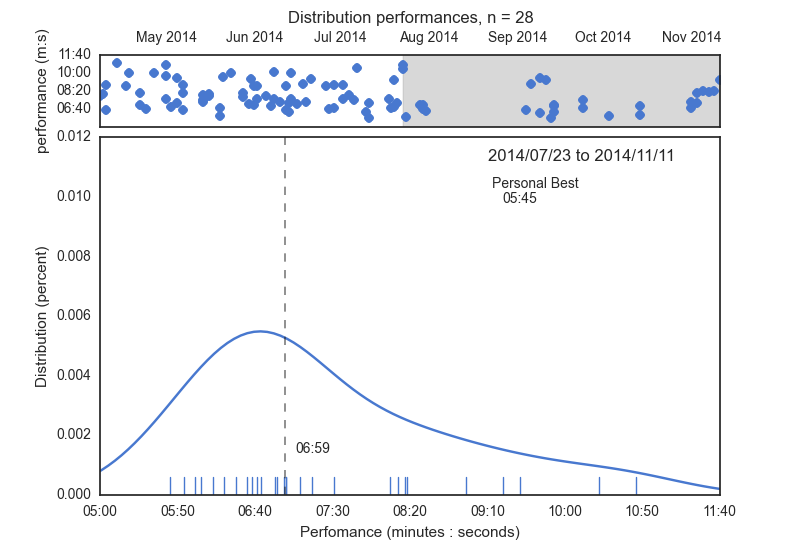 Distribution performances, n = 28
May 2014 Jun 2014 Jul 2014 Aug 2014 Sep 2014 Oct 2014 Nov 2014
performance (m:s)
11:40
10:00
08:20
06:40
Distribution (percent)
0.012
0.010
0.008
0.006
0.004
0.002
0.000
2014/07/23 to 2014/11/11
Personal Best
05:45
06:59
05:00 05:50 06:40 07:30 08:20 09:10 10:00 10:50 11:40
Perfomance (minutes : seconds)